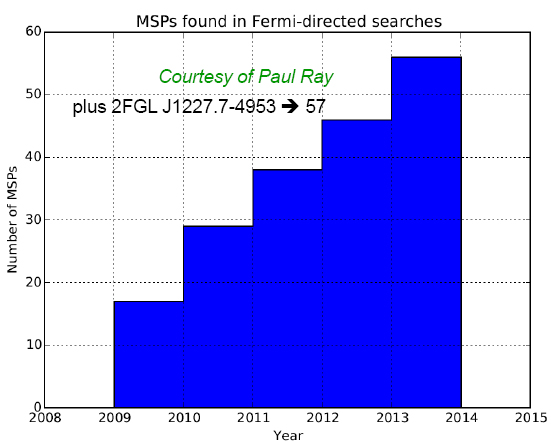 MSPs found in Fermi-directed searches
60
Courtesy of Paul Ray
50
plus 2FGL J1227.7-4953 ➔ 57
40
Number of MSPs
30
20
10
0
2008 2009 2010 2011 2012 2013 2014 2015
Year